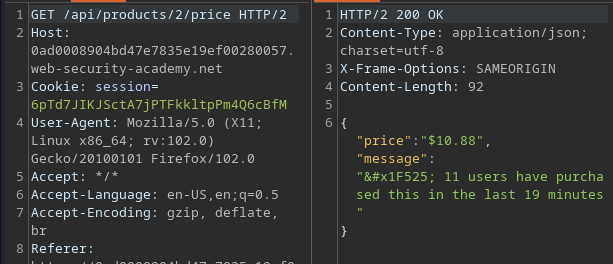 1 GET /api/products/2/price HTTP/2
2 Host:
0ad0008904bd47e7835e19ef00280057.
web-security-academy.net
3 Cookie: session=
6pTd7JIKJSctA7jPTFkkltpPm4Q6cBfM
4 User-Agent: Mozilla/5.0 (X11;
Linux x86_64; rv:102.0)
Gecko/20100101 Firefox/102.0
5 Accept: */*
6 Accept-Language: en-US,en;q=0.5
7 Accept-Encoding: gzip, deflate,
br
8 Referer:
1 HTTP/2 200 OK
2 Content-Type: application/json;
charset=utf-8
3 X-Frame-Options: SAMEORIGIN
4 Content-Length: 92
5
6 {
"price":"$10.88",
"message":
"&#x1F525; 11 users have purcha
sed this in the last 19 minutes
"
}